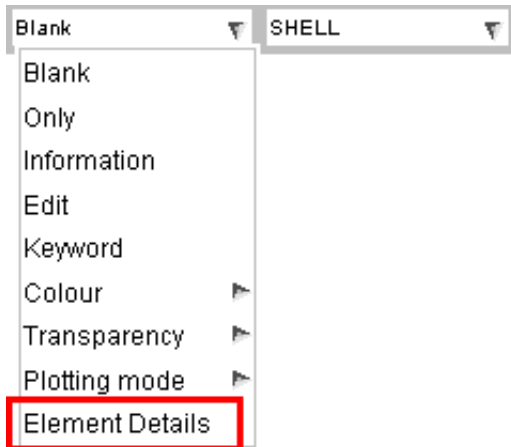 Blank SHELL
Blank
Only
Information
Edit
Keyword
Colour
Transparency
Plotting mode
Element Details